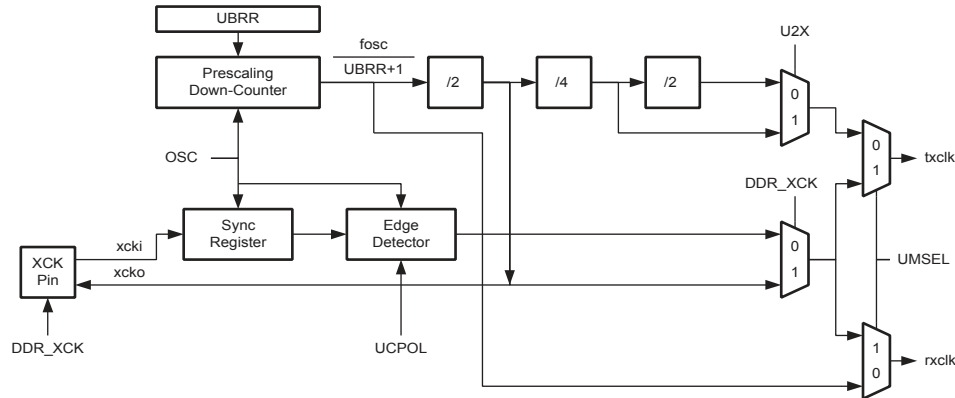 UBRR
fosc
UBRR+1
U2X
Prescaling
Down-Counter
/2
/4
/2
0
1
OSC
0
1
txclk
DDR_XCK
Sync
Register
Edge
Detector
0
1
UMSEL
xcki
XCK
Pin
xcko
DDR_XCK
UCPOL
1
0
rxclk